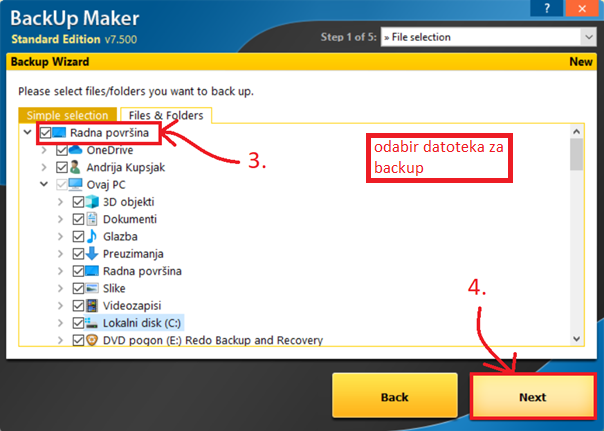 BackUp Maker
Standard Edition v7.500
Step 1 of 5: » File selection
Backup Wizard New
Please select files/folders you want to back up.
Simple selection Files & Folders
Radna površina
OneDrive
Andrija Kupsjak
Ovaj PC
3D objekti
Dokumenti
Glazba
Preuzimanja
Radna površina
Slike
Videozapisi
Lokalni disk (C:)
DVD pogon (E:) Redo Backup and Recovery
3.
odabir datoteka za
backup
4.
Back Next